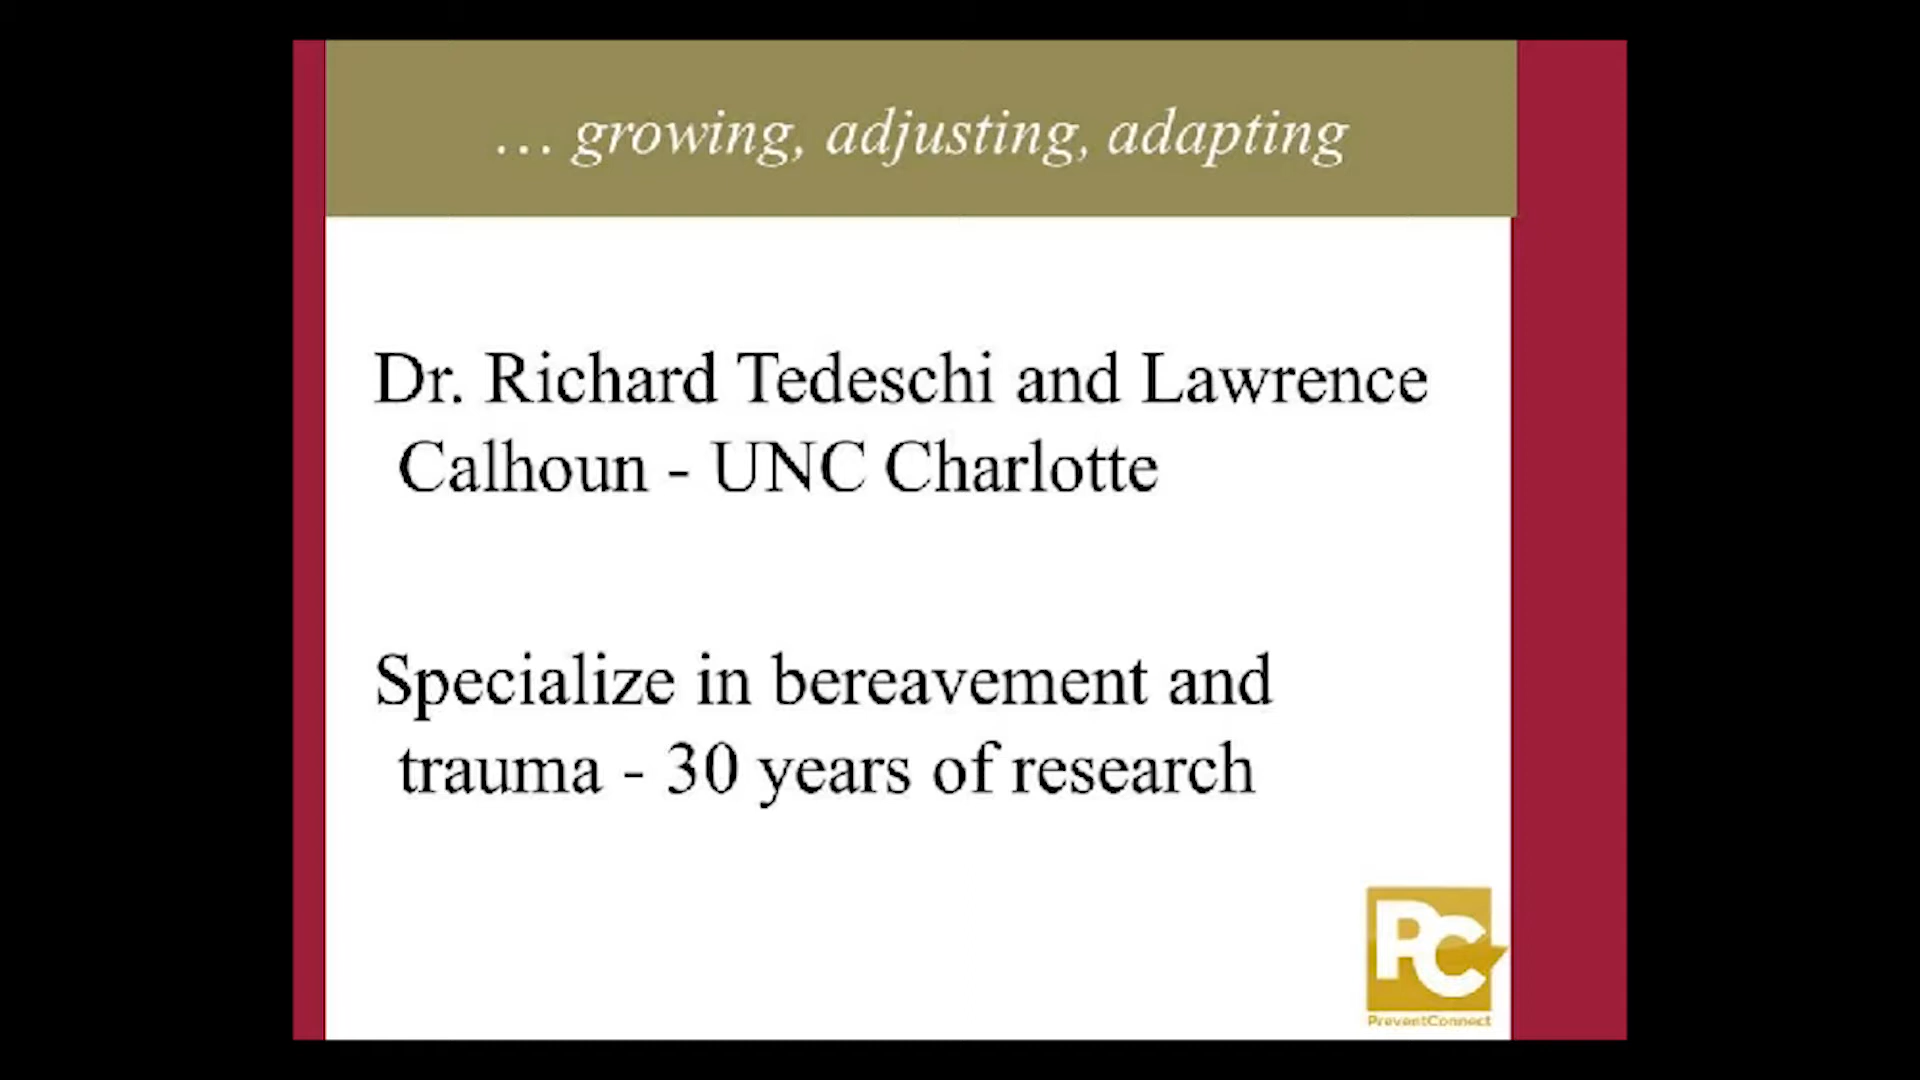 … growing, adjusting, adapting
Dr. Richard Tedeschi and Lawrence
Calhoun - UNC Charlotte
Specialize in bereavement and
trauma - 30 years of research
PC
PreventConnect